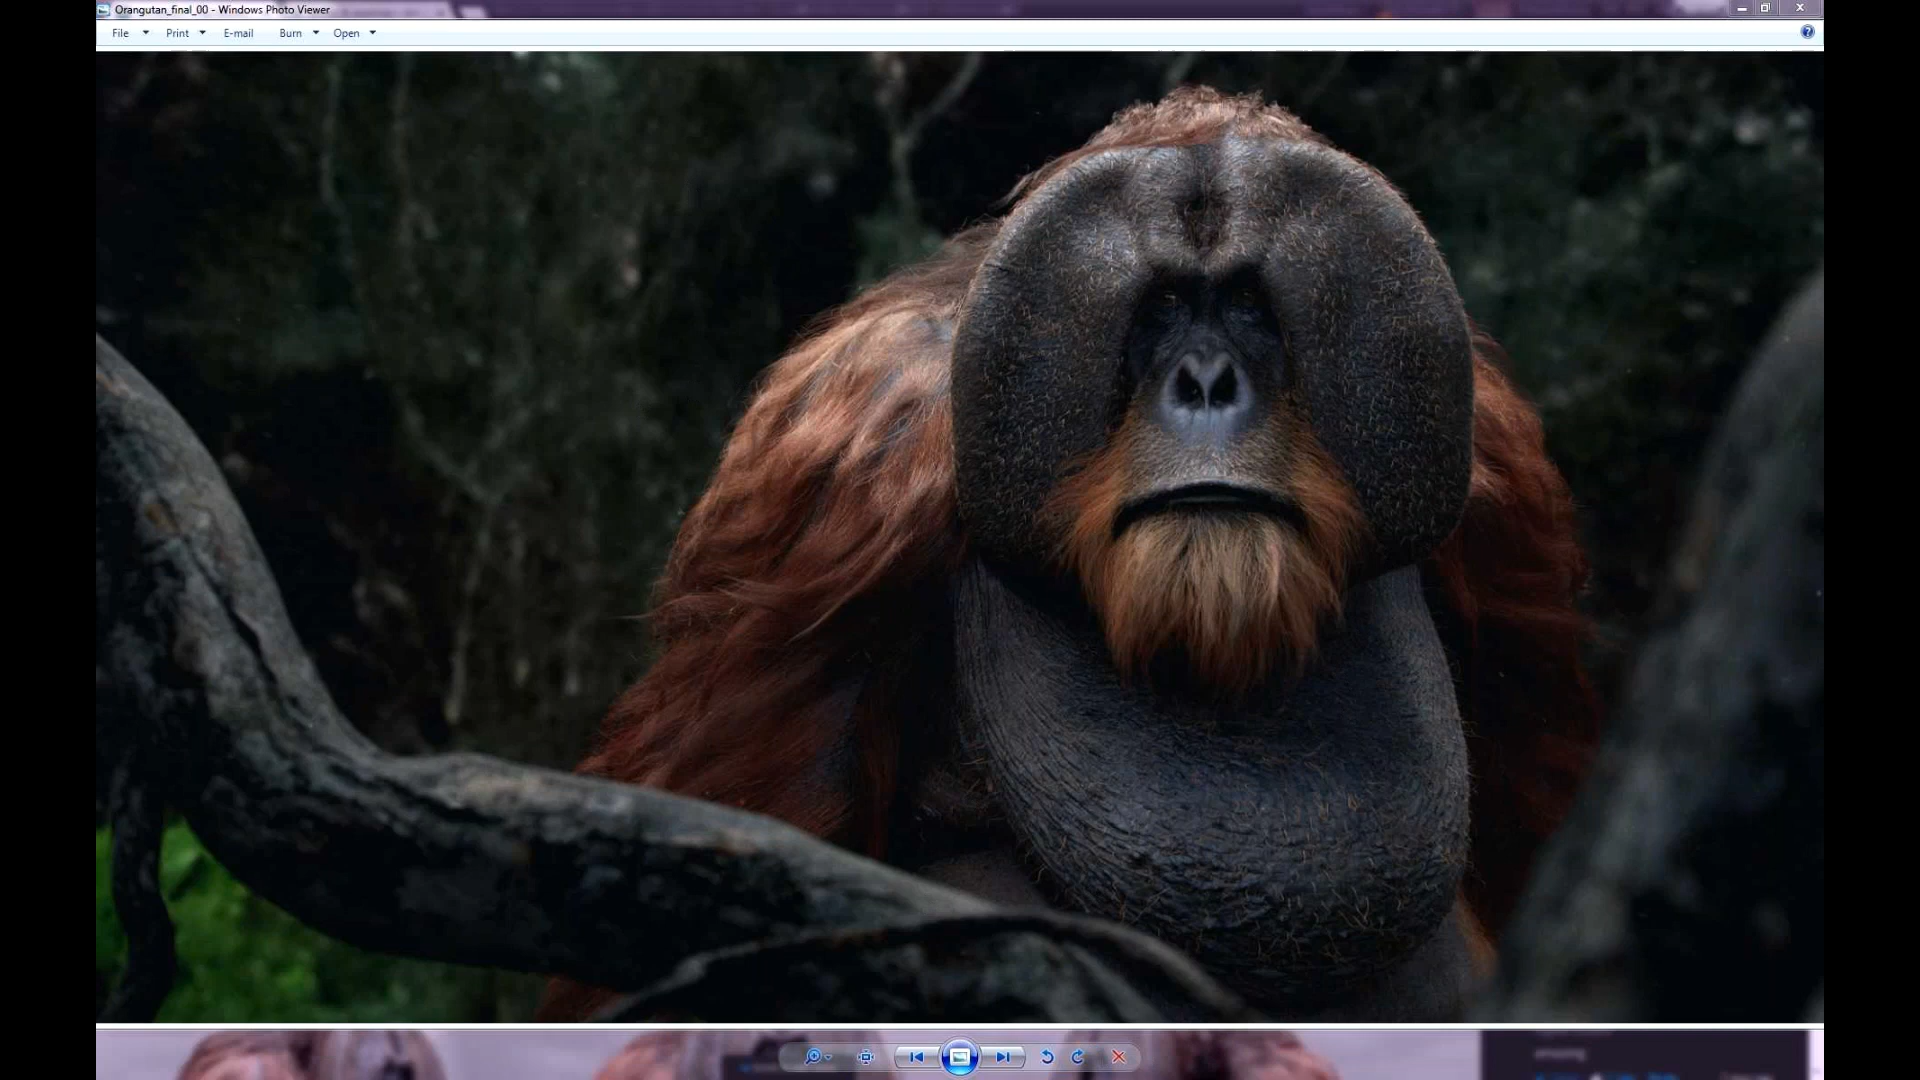 Orangutan_final_00 - Windows Photo Viewer
File Print E-mail Burn Open